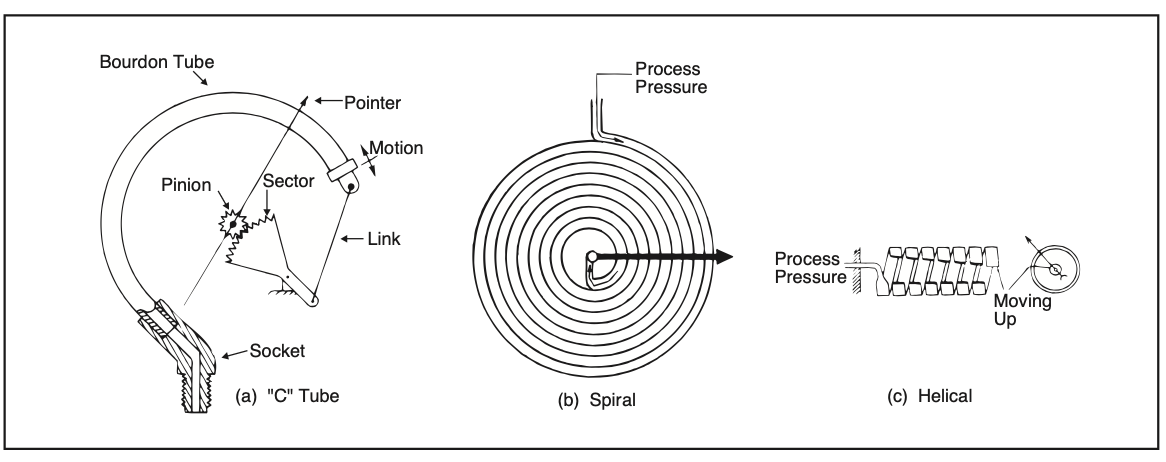 Bourdon Tube
Pointer
Motion
Pinion
Sector
Link
Socket
(a) "C" Tube
Process
Pressure
(b) Spiral
Process
Pressure
Moving
Up
(c) Helical